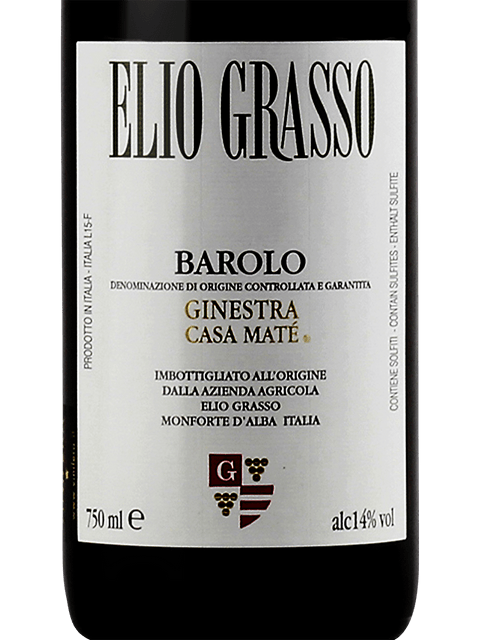 ELIO GRASSO
BAROLO
DENOMINAZIONE DI ORIGINE CONTROLLATA E GARANTITA
GINESTRA
CASA MATÉ ®
IMBOTTIGLIATO ALL'ORIGINE
DALLA AZIENDA AGRICOLA
ELIO GRASSO
MONFORTE D'ALBA ITALIA
G
750 ml e
alc14% vol
PRODOTTO IN ITALIA - ITALIA L15-F
CONTIENE SOLFITI - CONTAIN SULFITES - ENTHALT SULFITE